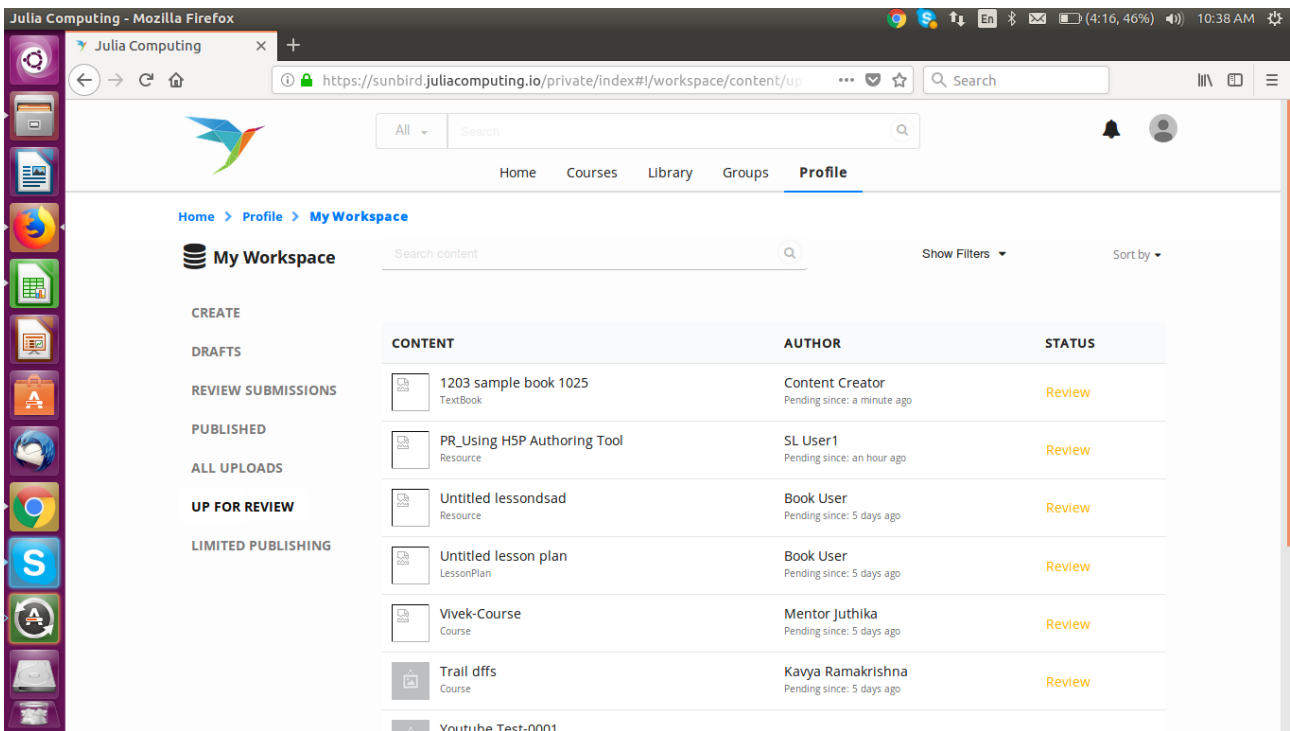 Julia Computing - Mozilla Firefox
En
(4:16, 46%)
10:38 AM
Julia Computing
https://sunbird.juliacomputing.io/private/index#!/workspace/content/up
Search
All
Search
Home Courses Library Groups Profile
Home > Profile > My Workspace
My Workspace
Search content
Show Filters
Sort by
CREATE
DRAFTS
REVIEW SUBMISSIONS
PUBLISHED
ALL UPLOADS
UP FOR REVIEW
LIMITED PUBLISHING
CONTENT AUTHOR STATUS
1203 sample book 1025 Content Creator
TextBook Pending since: a minute ago
Review
PR_Using H5P Authoring Tool SL User1
Resource Pending since: an hour ago
Review
Untitled lessondsad Book User
Resource Pending since: 5 days ago
Review
Untitled lesson plan Book User
LessonPlan Pending since: 5 days ago
Review
Vivek-Course Mentor Juthika
Course Pending since: 5 days ago
Review
Trail dffs Kavya Ramakrishna
Course Pending since: 5 days ago
Review
Youtube Test-0001